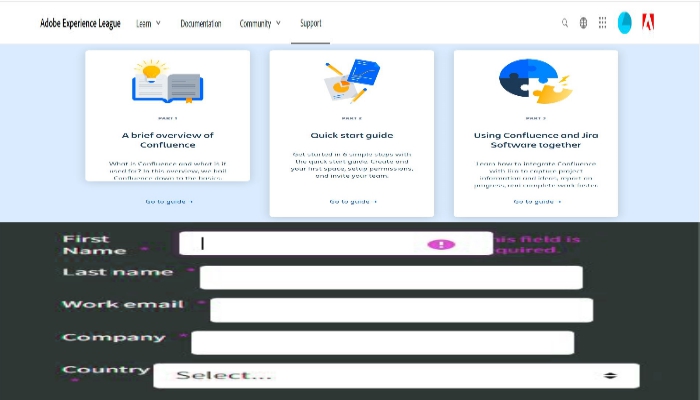 Adobe Experience League Learn Documentation Community Support
PART 1
A brief overview of
Confluence
What is Confluence and what is it
used for? In this overview, we boil
Confluence down to the basics.
Go to guide
PART 2
Quick start guide
Get started in 6 simple steps with
the quick start guide. Create and
your first space, setup permissions,
and invite your team.
Go to guide
PART 3
Using Confluence and Jira
Software together
Learn how to integrate Confluence
with Jira to capture project
information and ideas, report on
progress, and complete work faster.
Go to guide
First
Name *
his field is
quired.
Last name *
Work email *
Company *
Country
*
Select...